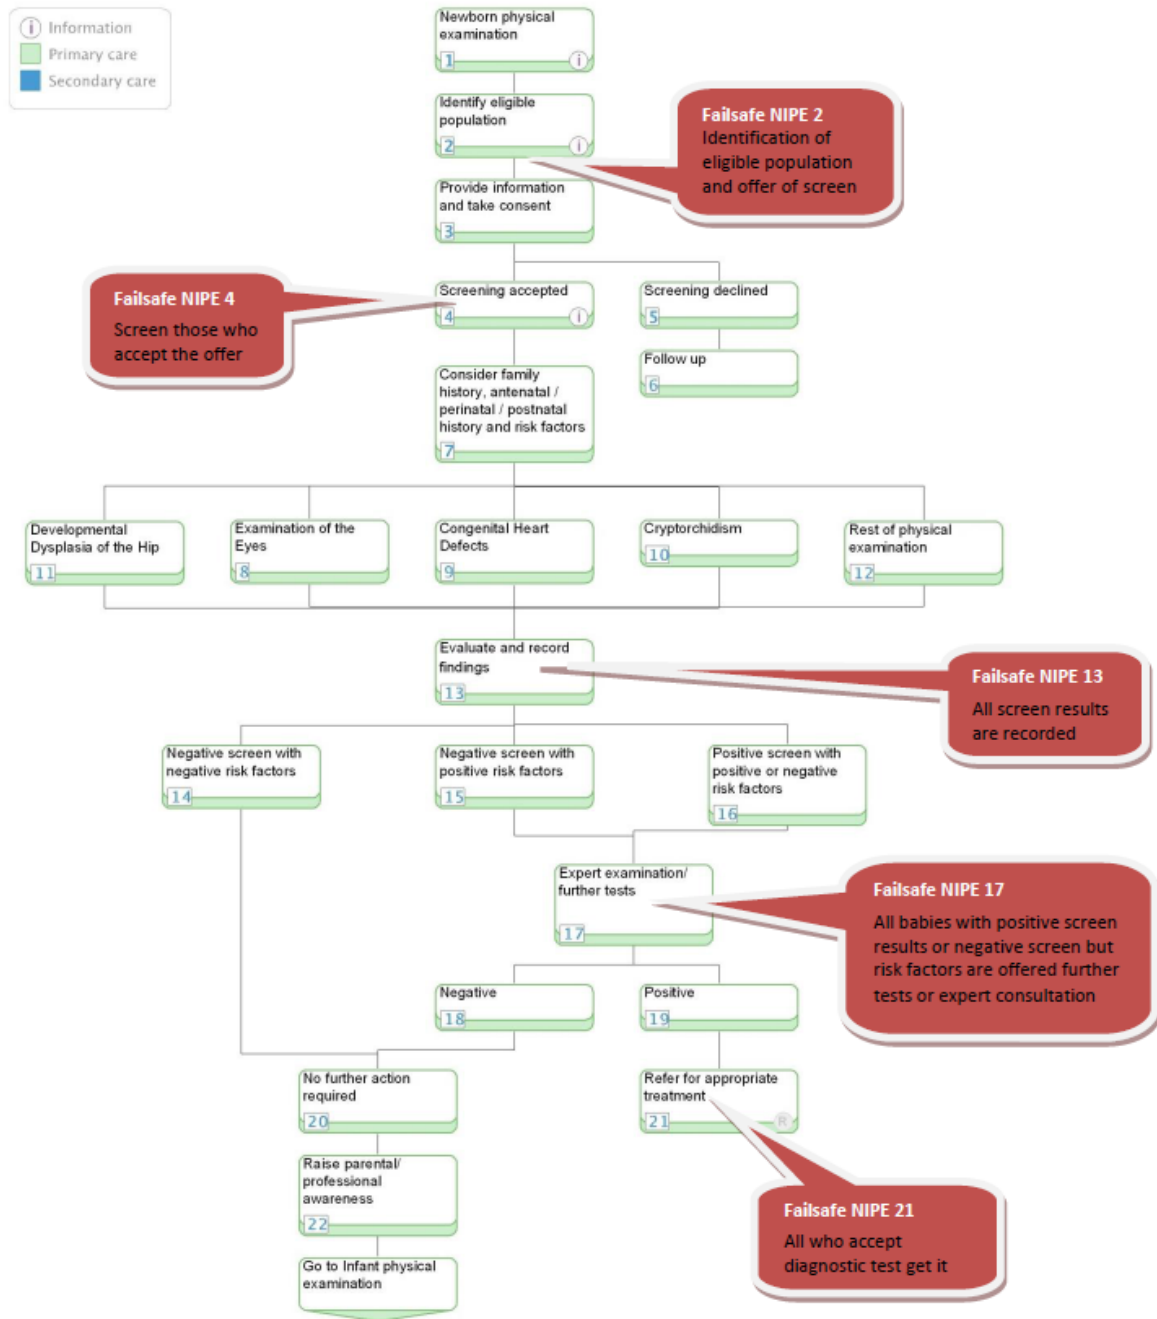 i Information
Primary care
Secondary care
Newborn physical
examination
1
i
Identify eligible
population
2
i
Failsafe NIPE 2
Identification of
eligible population
and offer of screen
Provide information
and take consent
3
Failsafe NIPE 4
Screen those who
accept the offer
Screening accepted
4
i
Screening declined
5
Follow up
6
Consider family
history, antenatal /
perinatal / postnatal
history and risk factors
7
Developmental
Dysplasia of the Hip
11
Examination of the
Eyes
8
Congenital Heart
Defects
9
Cryptorchidism
10
Rest of physical
examination
12
Evaluate and record
findings
13
Failsafe NIPE 13
All screen results
are recorded
Negative screen with
negative risk factors
14
Negative screen with
positive risk factors
15
Positive screen with
positive or negative
risk factors
16
Expert examination/
further tests
17
Failsafe NIPE 17
All babies with positive screen
results or negative screen but
risk factors are offered further
tests or expert consultation
Negative
18
Positive
19
No further action
required
20
Refer for appropriate
treatment
21
R
Raise parental/
professional
awareness
22
Failsafe NIPE 21
All who accept
diagnostic test get it
Go to Infant physical
examination